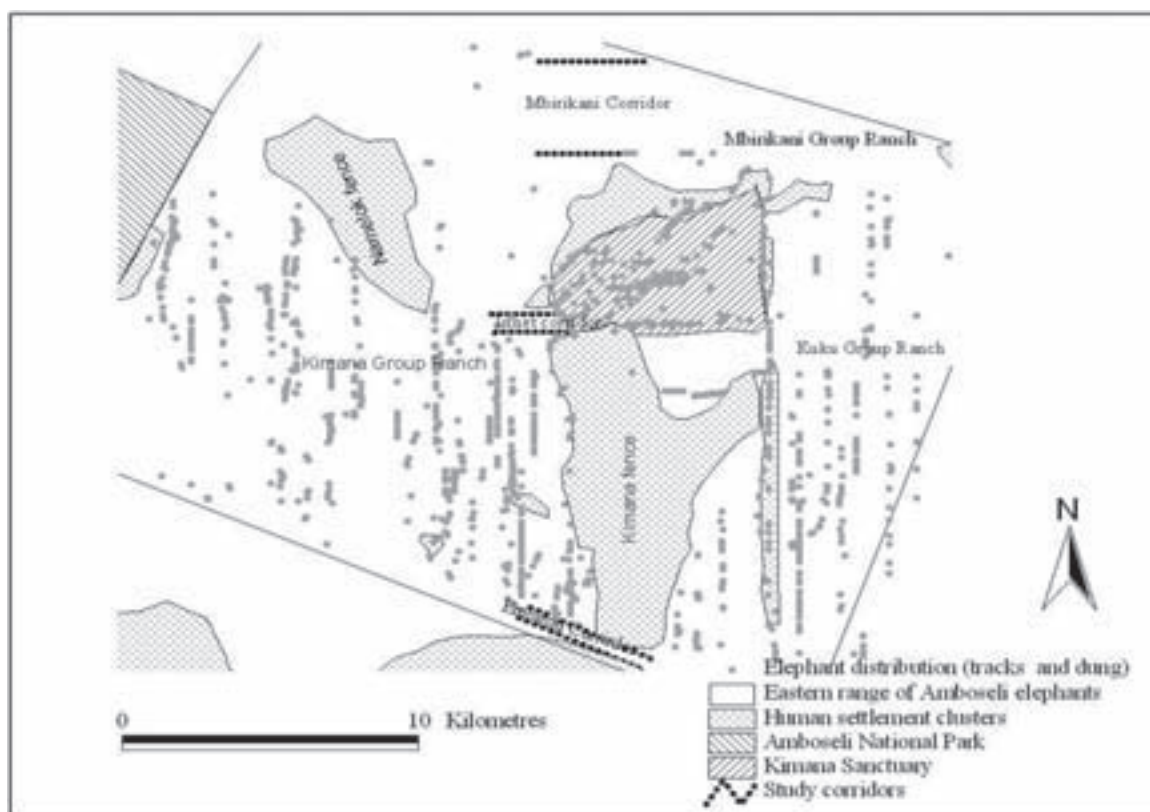 Mbirikani Corridor
Mbirikani Group Ranch
Namelok fence
Kimana Group Ranch
Kuku Group Ranch
Kimana fence
N
Elephant distribution (tracks and dung)
Eastern range of Amboseli elephants
Human settlement clusters
Amboseli National Park
Kimana Sanctuary
Study corridors
0 10 Kilometres